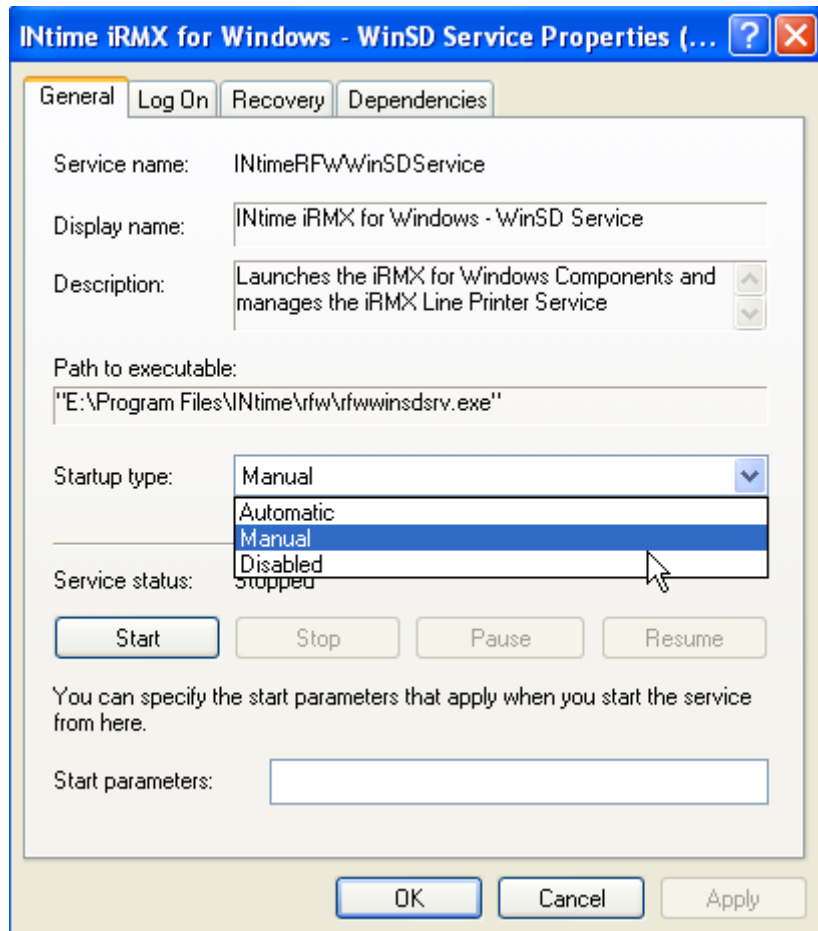 INtime iRMX for Windows - WinSD Service Properties (...
General Log On Recovery Dependencies
Service name: INtimeRFWWinSDService
Display name: INtime iRMX for Windows - WinSD Service
Description: Launches the iRMX for Windows Components and
manages the iRMX Line Printer Service
Path to executable:
"E:\Program Files\INtime\rfw\rfwwinsdsrv.exe"
Startup type: Manual
Automatic
Manual
Disabled
Service status: Stopped
Start Stop Pause Resume
You can specify the start parameters that apply when you start the service
from here.
Start parameters:
OK Cancel Apply